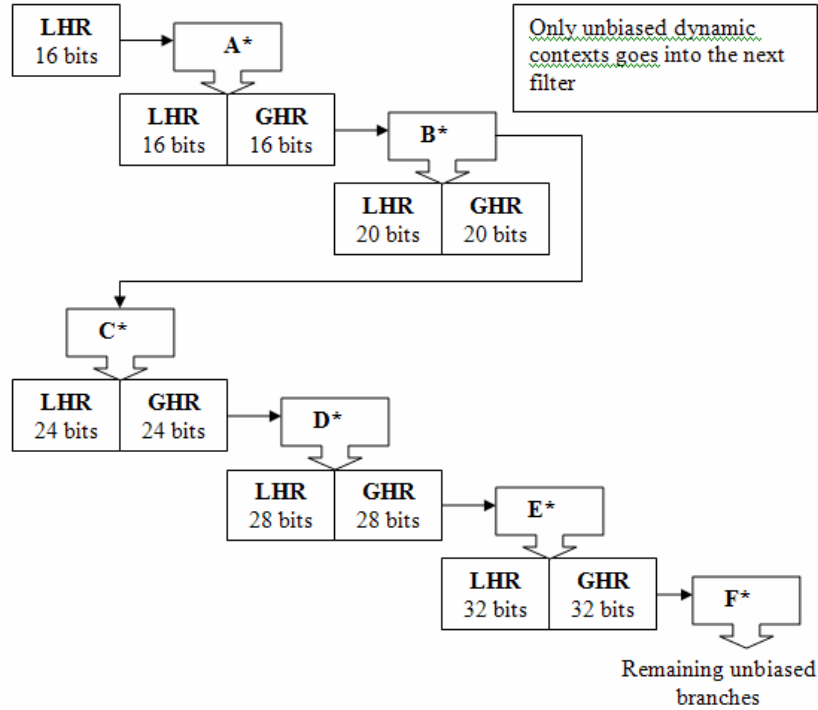 LHR
16 bits
A*
Only unbiased dynamic
contexts goes into the next
filter
LHR
16 bits
GHR
16 bits
B*
LHR
20 bits
GHR
20 bits
C*
LHR
24 bits
GHR
24 bits
D*
LHR
28 bits
GHR
28 bits
E*
LHR
32 bits
GHR
32 bits
F*
Remaining unbiased
branches